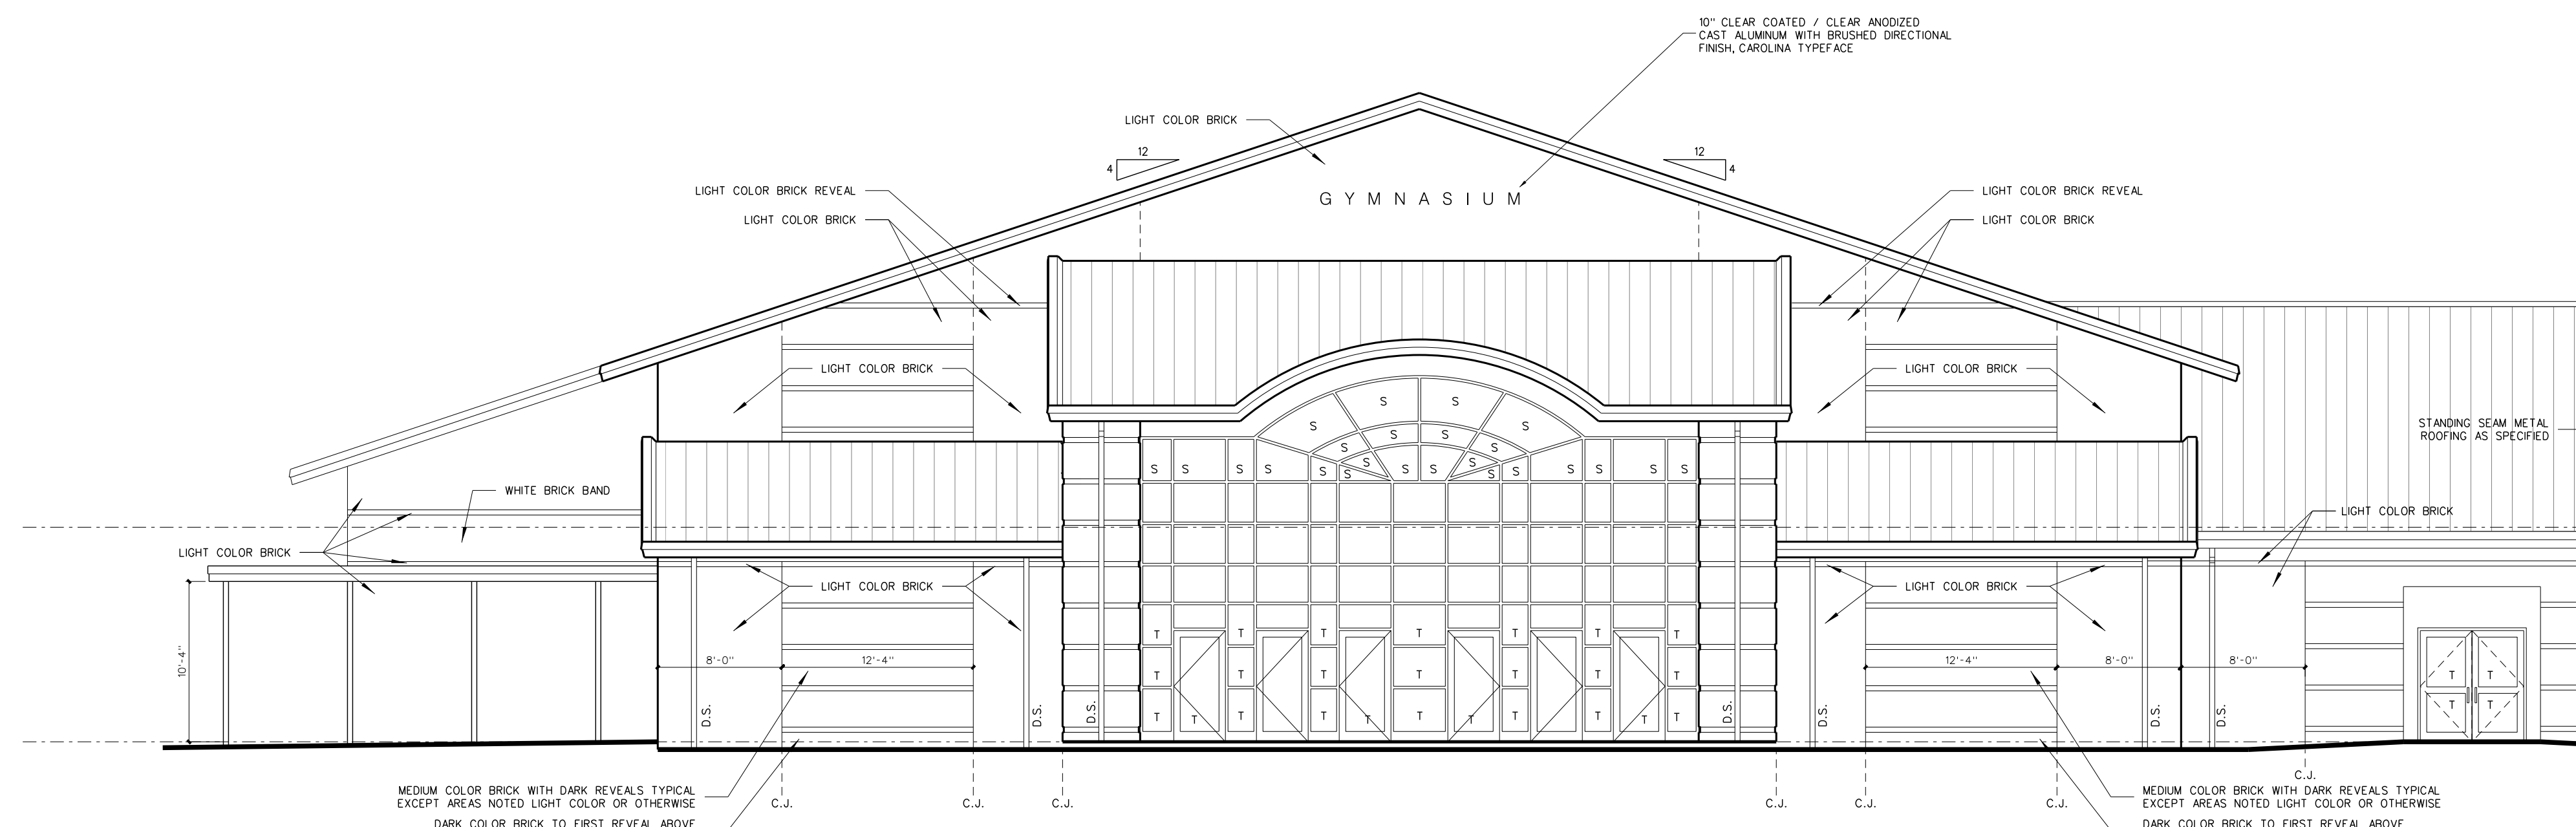 10" CLEAR COATED / CLEAR ANODIZED
CAST ALUMINUM WITH BRUSHED DIRECTIONAL
FINISH, CAROLINA TYPEFACE
LIGHT COLOR BRICK
12
4
12
4
LIGHT COLOR BRICK REVEAL
GYMNASIUM
LIGHT COLOR BRICK REVEAL
LIGHT COLOR BRICK
LIGHT COLOR BRICK
LIGHT COLOR BRICK
LIGHT COLOR BRICK
S S
S S
S S
S S
STANDING SEAM METAL
ROOFING AS SPECIFIED
S S S S S S S S S S S S S S S S S S
WHITE BRICK BAND
LIGHT COLOR BRICK
LIGHT COLOR BRICK
LIGHT COLOR BRICK
LIGHT COLOR BRICK
T T T T T T T
10'-4"
8'-0"
12'-4"
12'-4"
8'-0"
8'-0"
T T T T T T T
T T
D.S.
D.S.
D.S.
T T T T T T T T T T T
D.S.
D.S.
D.S.
D.S.
T T
MEDIUM COLOR BRICK WITH DARK REVEALS TYPICAL
EXCEPT AREAS NOTED LIGHT COLOR OR OTHERWISE
DARK COLOR BRICK TO FIRST REVEAL ABOVE
C.J.
C.J.
C.J.
C.J.
C.J.
C.J.
C.J.
MEDIUM COLOR BRICK WITH DARK REVEALS TYPICAL
EXCEPT AREAS NOTED LIGHT COLOR OR OTHERWISE
DARK COLOR BRICK TO FIRST REVEAL ABOVE